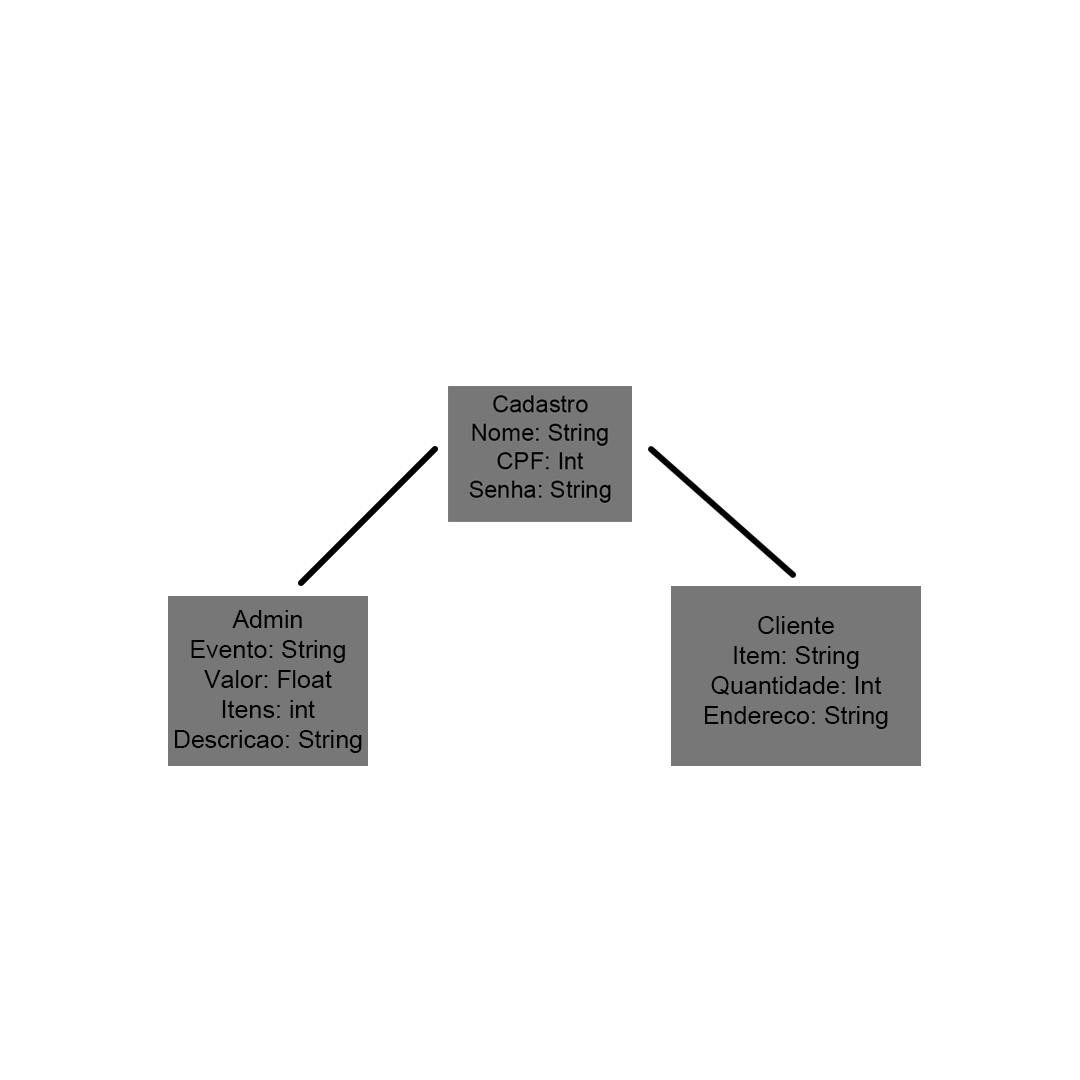 Cadastro
Nome: String
CPF: Int
Senha: String
Admin
Evento: String
Valor: Float
Itens: int
Descricao: String
Cliente
Item: String
Quantidade: Int
Endereco: String